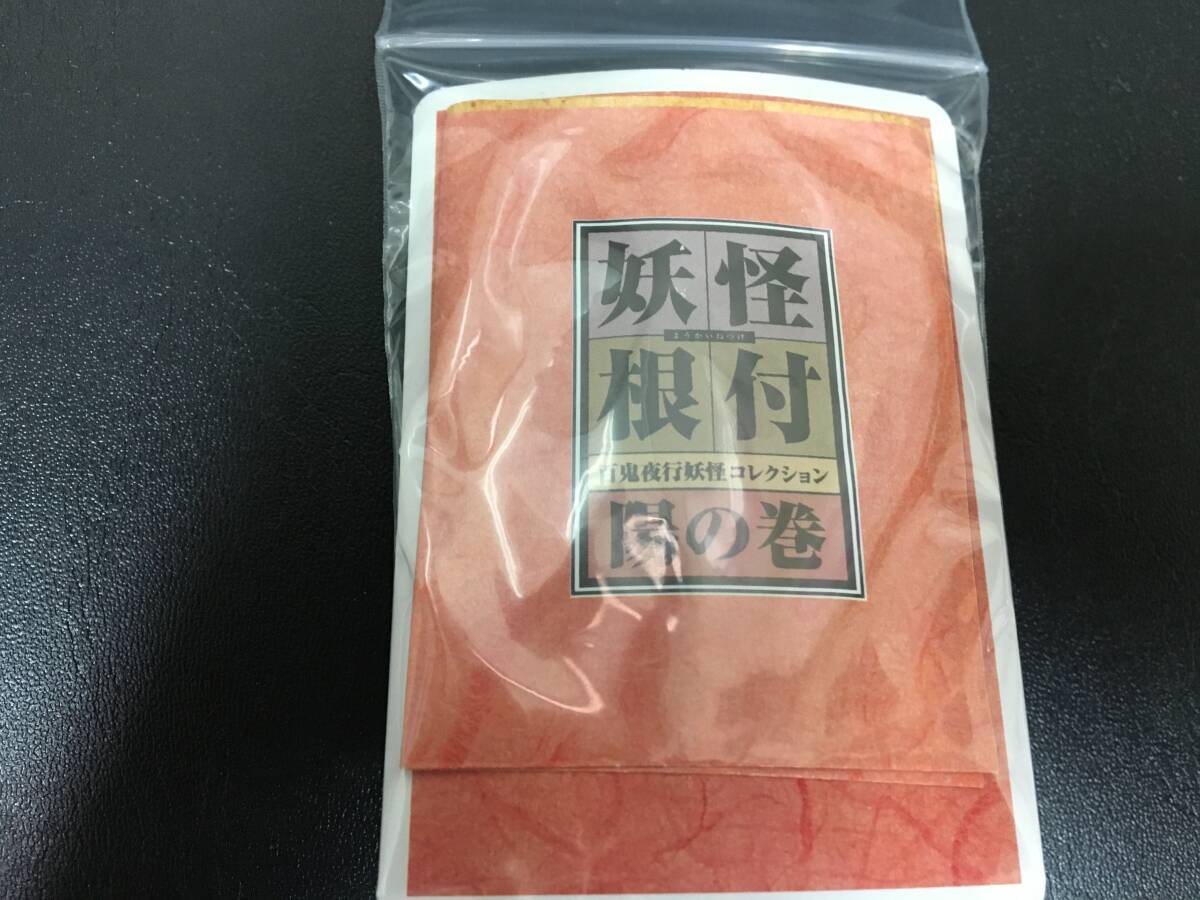 妖怪
ようかいねつけ
根付
百鬼夜行妖怪コレクション
陽の巻